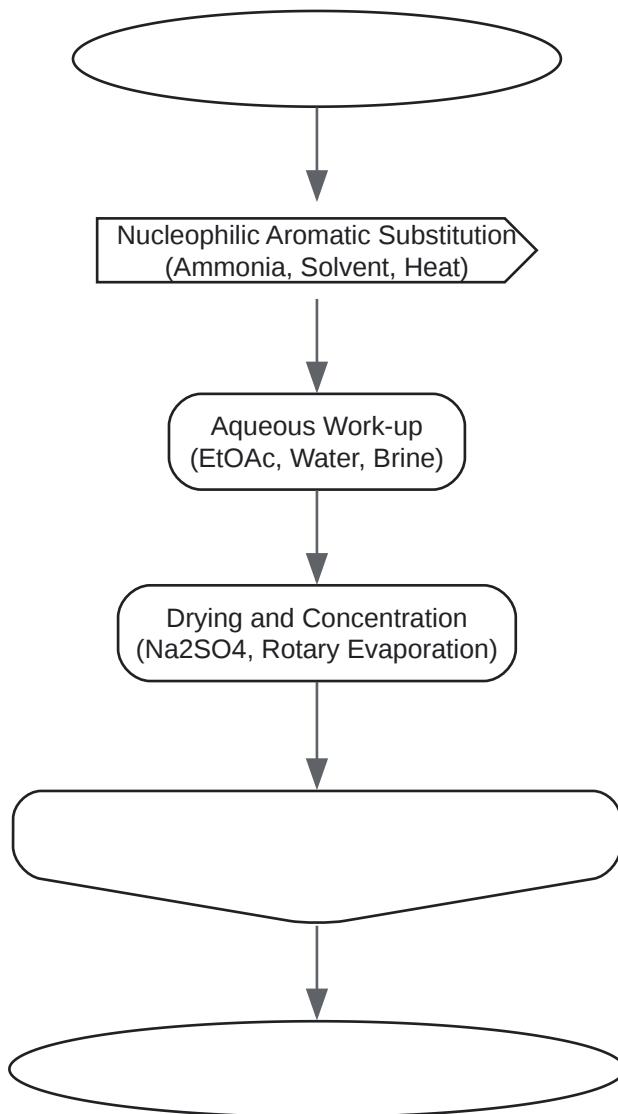 Nucleophilic Aromatic Substitution
(Ammonia, Solvent, Heat)
Aqueous Work-up
(EtOAc, Water, Brine)
Drying and Concentration
(Na2SO4, Rotary Evaporation)